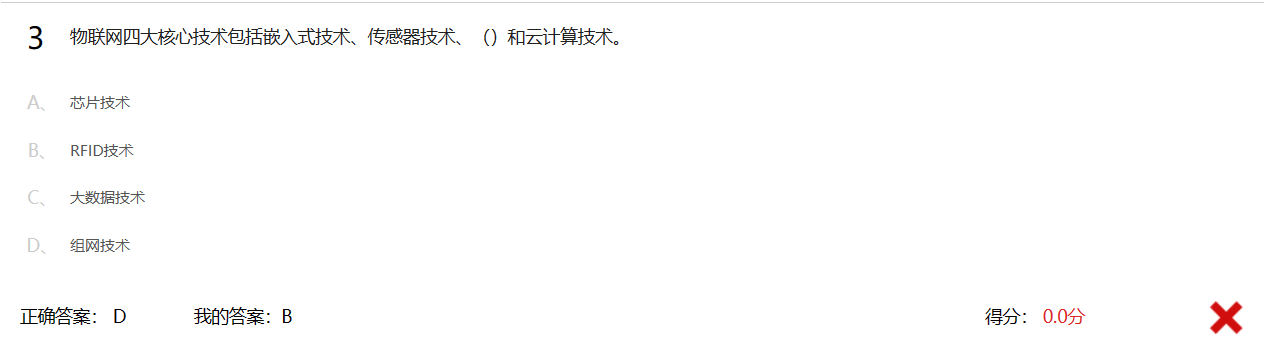 3 物联网四大核心技术包括嵌入式技术、传感器技术、（）和云计算技术。
A、 芯片技术
B、 RFID技术
C、 大数据技术
D、 组网技术
正确答案： D 我的答案：B 得分： 0.0分